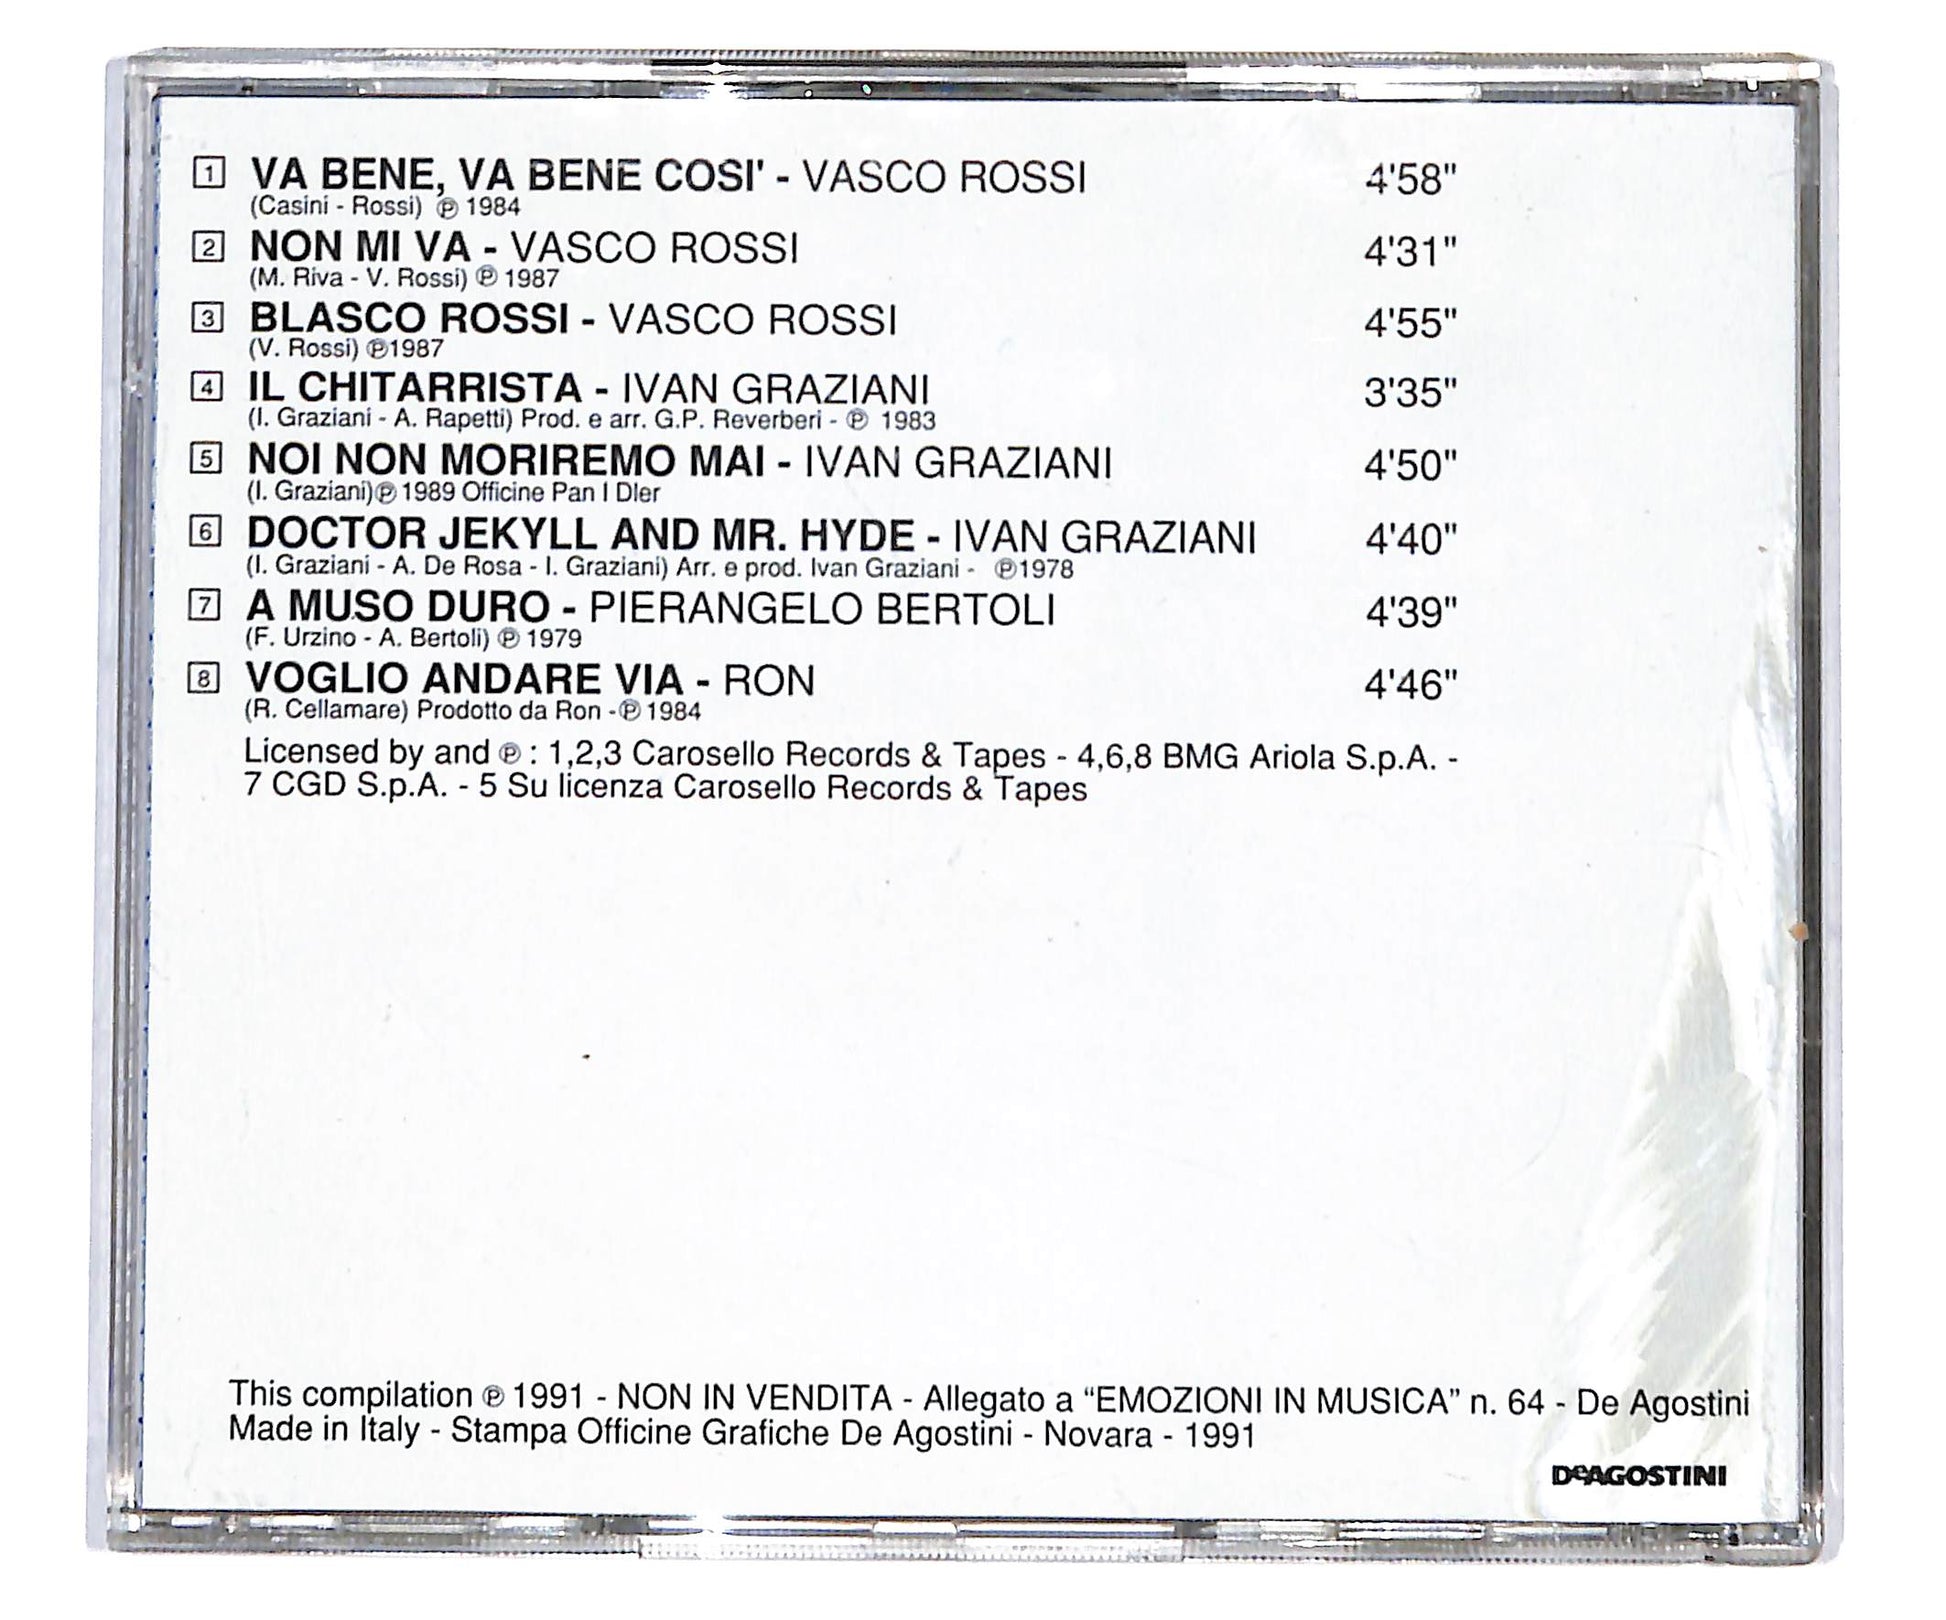 1 VA BENE, VA BENE COSI' - VASCO ROSSI 4'58"
(Casini - Rossi) ℗ 1984
2 NON MI VA - VASCO ROSSI 4'31"
(M. Riva - V. Rossi) ℗ 1987
3 BLASCO ROSSI - VASCO ROSSI 4'55"
(V. Rossi) ℗1987
4 IL CHITARRISTA - IVAN GRAZIANI 3'35"
(I. Graziani - A. Rapetti) Prod. e arr. G.P. Reverberi - ℗ 1983
5 NOI NON MORIREMO MAI - IVAN GRAZIANI 4'50"
(I. Graziani)℗ 1989 Officine Pan I Dler
6 DOCTOR JEKYLL AND MR. HYDE - IVAN GRAZIANI 4'40"
(I. Graziani - A. De Rosa - I. Graziani) Arr. e prod. Ivan Graziani - ℗1978
7 A MUSO DURO - PIERANGELO BERTOLI 4'39"
(F. Urzino - A. Bertoli) ℗ 1979
8 VOGLIO ANDARE VIA - RON 4'46"
(R. Cellamare) Prodotto da Ron -℗ 1984
Licensed by and ℗ : 1,2,3 Carosello Records & Tapes - 4,6,8 BMG Ariola S.p.A. -
7 CGD S.p.A. - 5 Su licenza Carosello Records & Tapes
This compilation ℗ 1991 - NON IN VENDITA - Allegato a “EMOZIONI IN MUSICA” n. 64 - De Agostini
Made in Italy - Stampa Officine Grafiche De Agostini - Novara - 1991
DeAGOSTINI